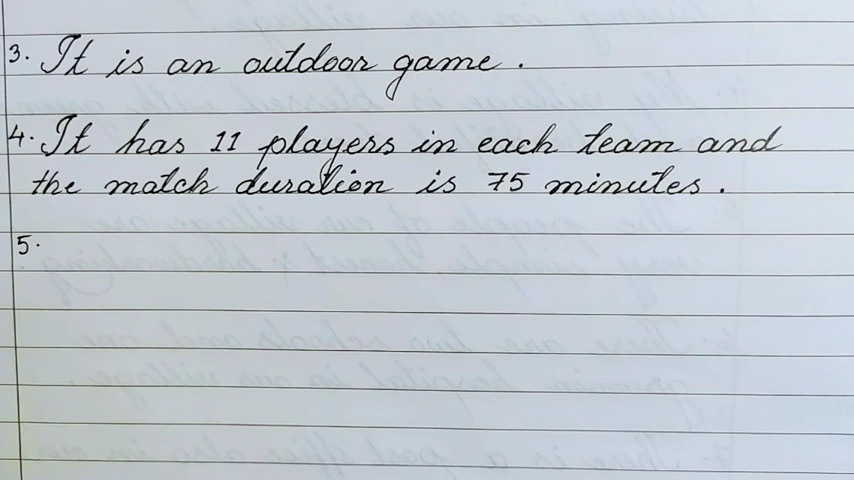 3. It is an outdoor game.
4. It has 11 players in each team and
the match duration is 75 minutes.
5.